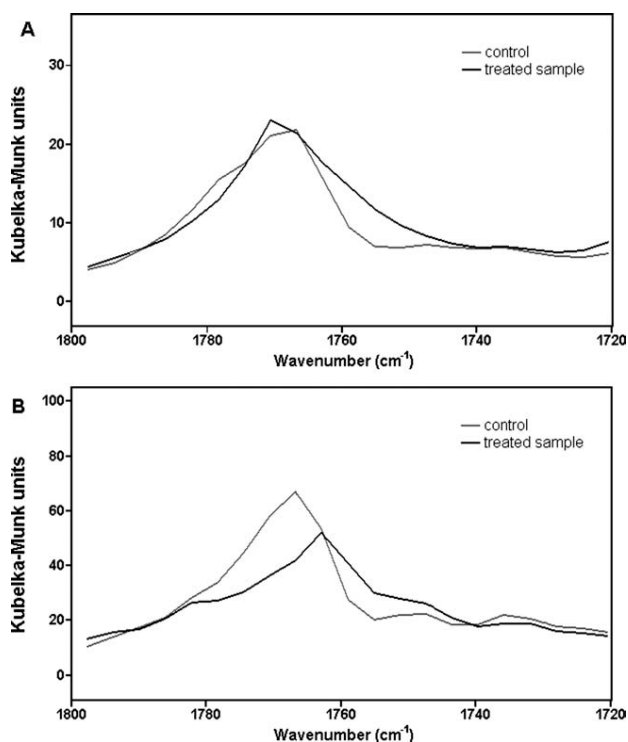 A
Kubelka-Munk units
30
20
10
0
control
treated sample
1800
1780
1760
1740
1720
Wavenumber (cm⁻¹)
B
Kubelka-Munk units
100
80
60
40
20
0
control
treated sample
1800
1780
1760
1740
1720
Wavenumber (cm⁻¹)